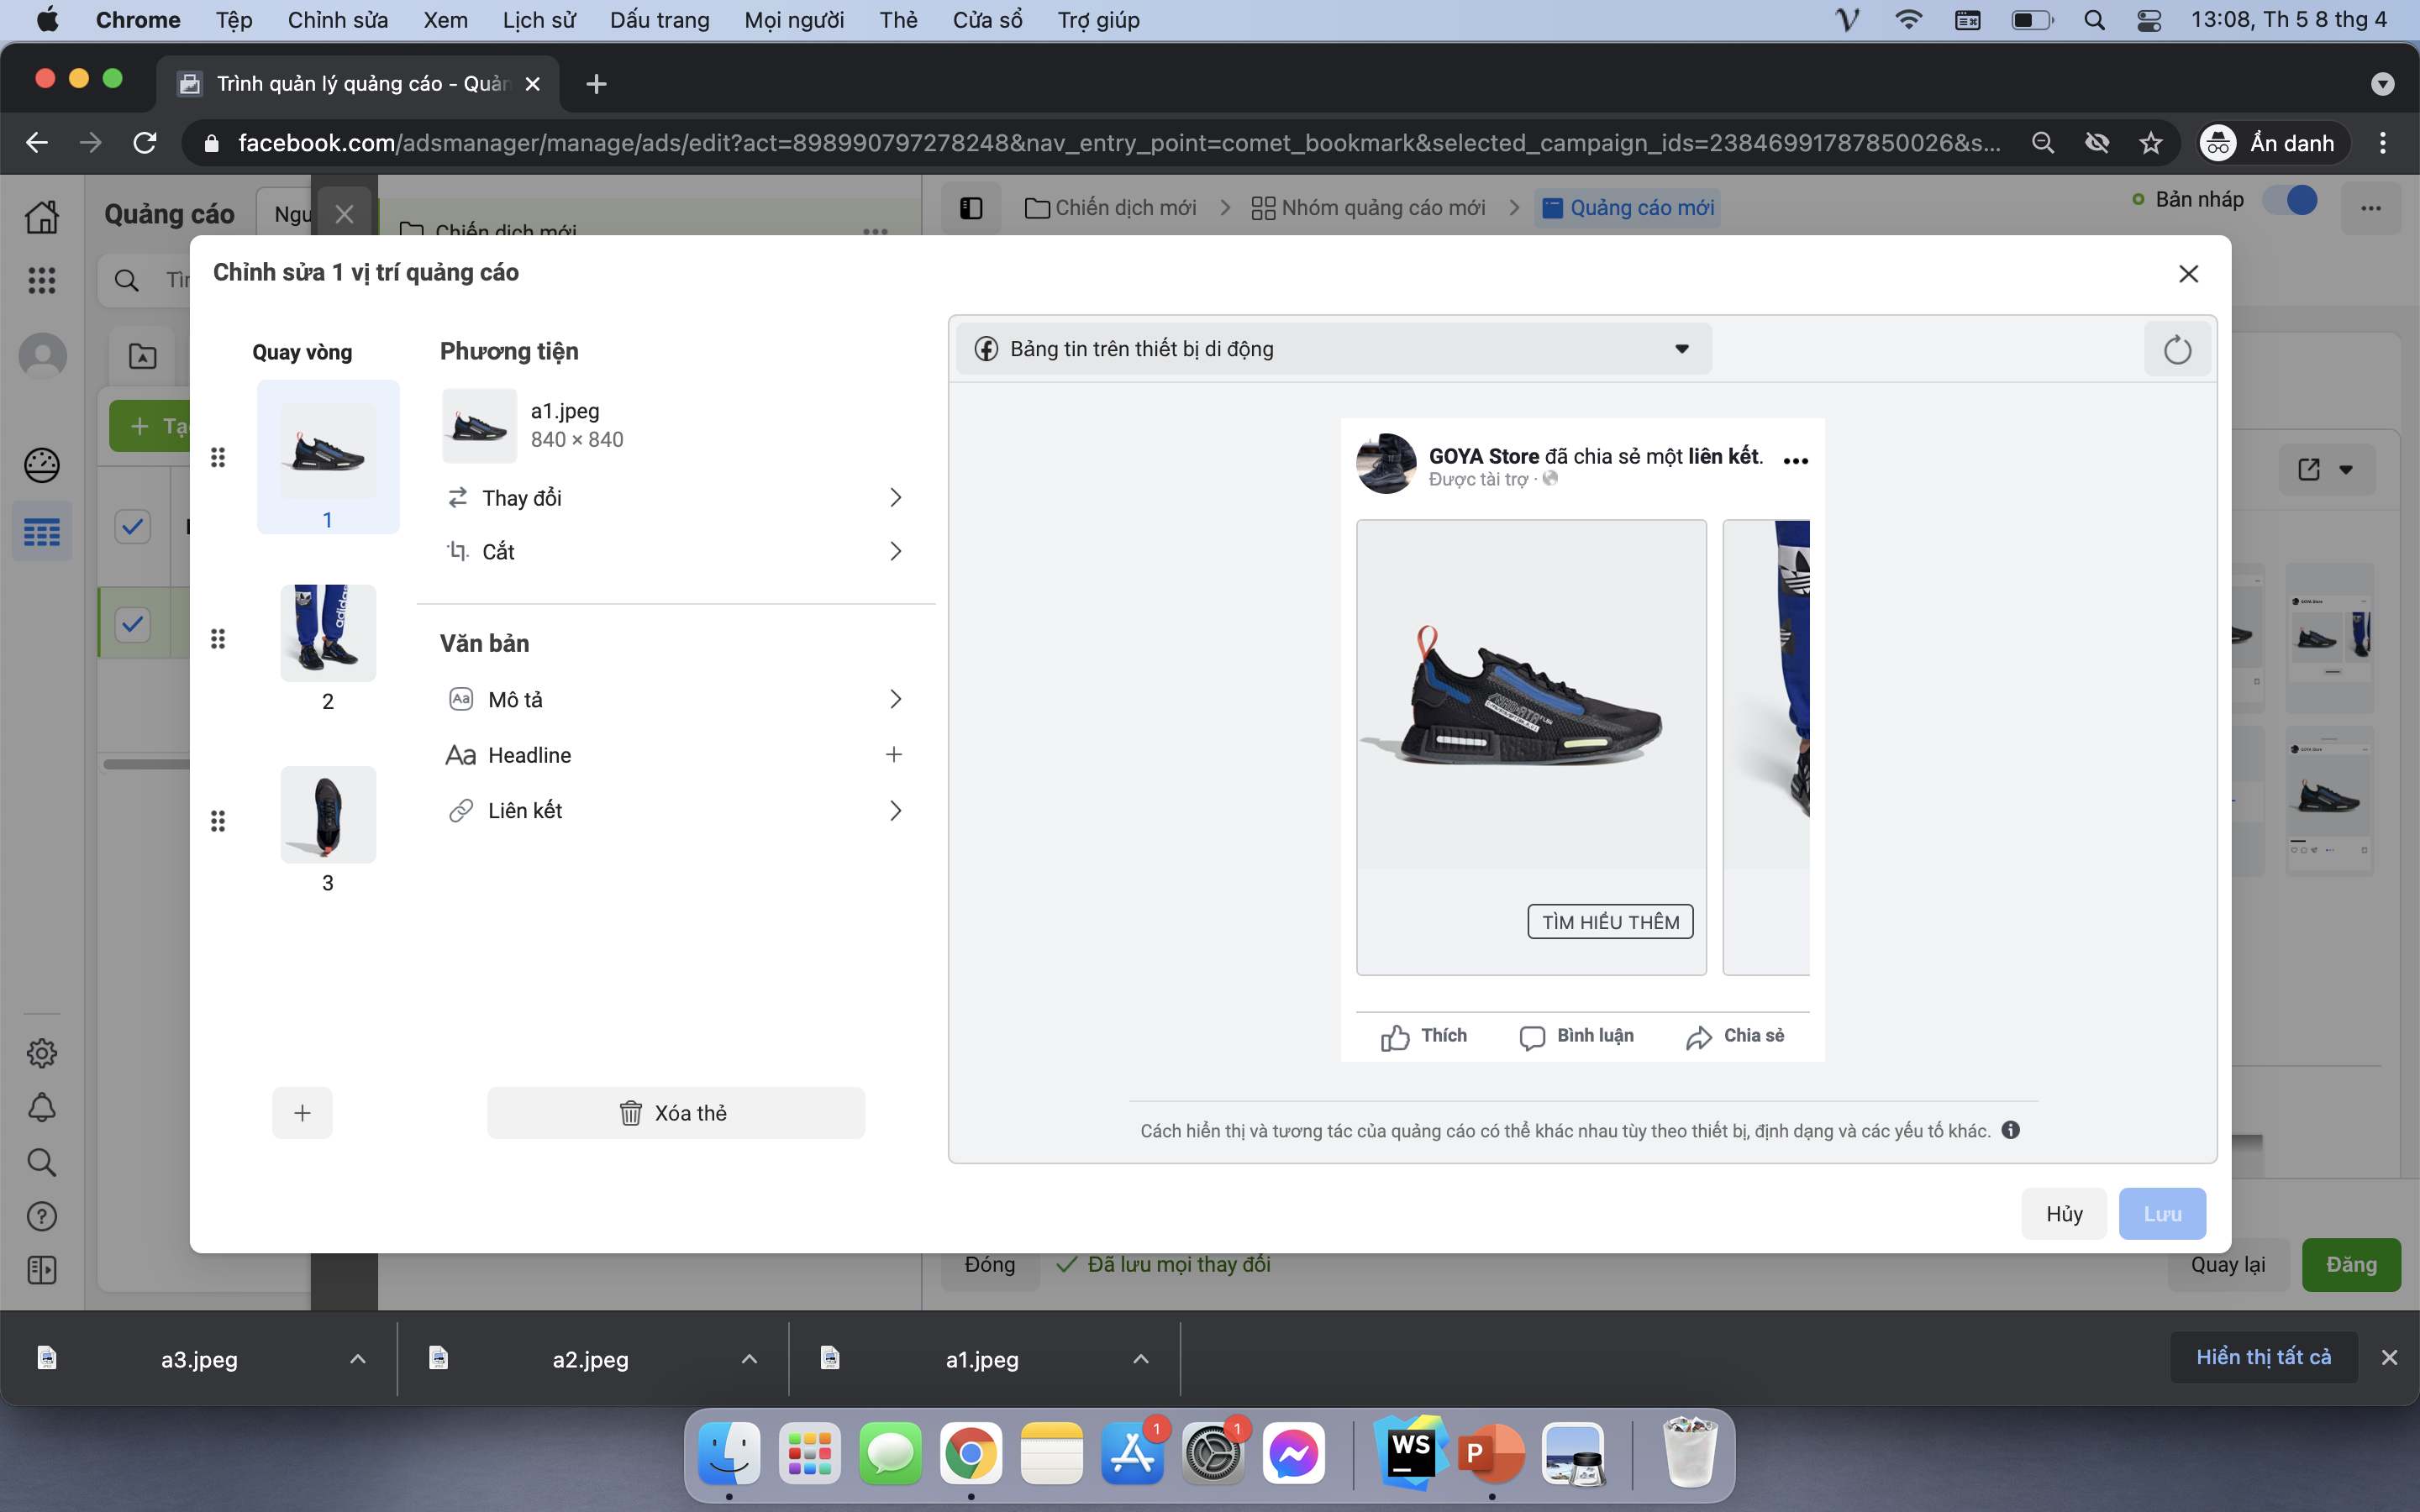 Chrome Tệp Chỉnh sửa Xem Lịch sử Dấu trang Mọi người Thẻ Cửa sổ Trợ giúp 13:08, Th 5 8 thg 4
Trình quản lý quảng cáo - Quản
facebook.com/adsmanager/manage/ads/edit?act=898990797278248&nav_entry_point=comet_bookmark&selected_campaign_ids=23846991787850026&s... Ẩn danh
Quảng cáo Ngu Chiến dịch mới
Chiến dịch mới Nhóm quảng cáo mới Quảng cáo mới Bản nháp
Chỉnh sửa 1 vị trí quảng cáo
Quay vòng
1
2
3
Phương tiện
a1.jpeg
840 × 840
Thay đổi
Cắt
Văn bản
Mô tả
Headline
Liên kết
Xóa thẻ
Bảng tin trên thiết bị di động
GOYA Store đã chia sẻ một liên kết.
Được tài trợ ·
TÌM HIỂU THÊM
Thích Bình luận Chia sẻ
Cách hiển thị và tương tác của quảng cáo có thể khác nhau tùy theo thiết bị, định dạng và các yếu tố khác.
Hủy Lưu
Đóng Đã lưu mọi thay đổi Quay lại Đăng
a3.jpeg a2.jpeg a1.jpeg Hiển thị tất cả
1 1 WS P